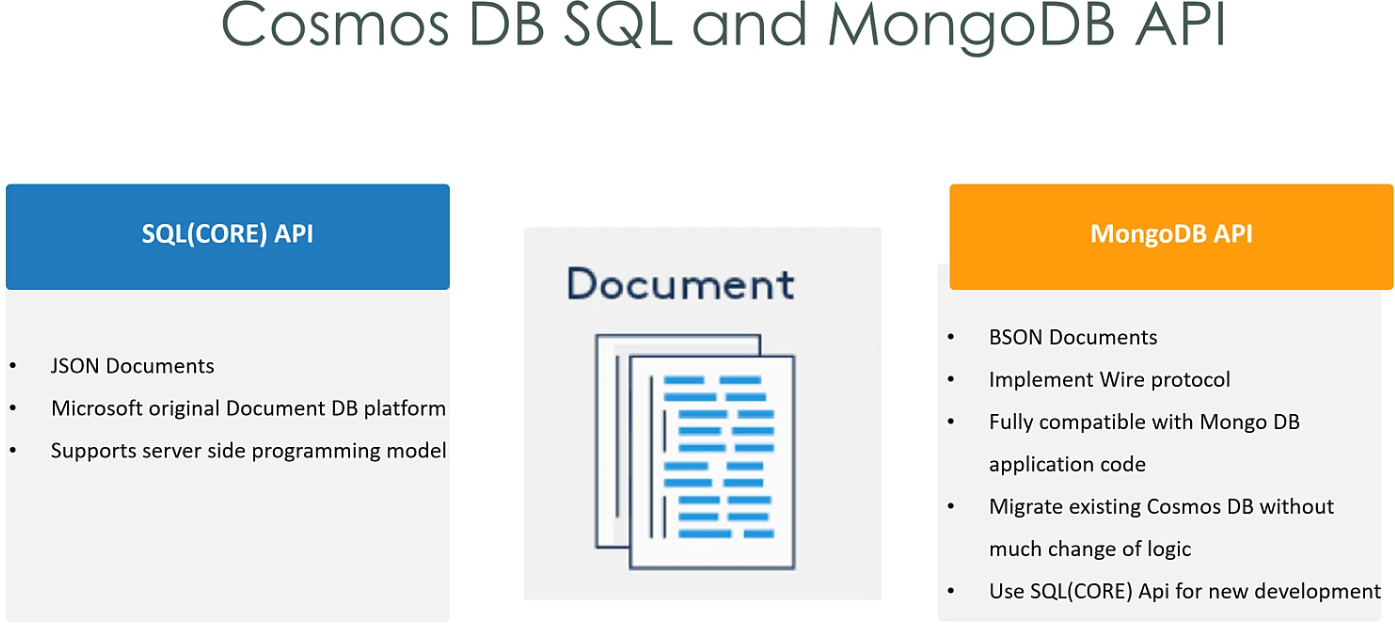 Cosmos DB SQL and MongoDB API
SQL(CORE) API
• JSON Documents
• Microsoft original Document DB platform
• Supports server side programming model
Document
MongoDB API
• BSON Documents
• Implement Wire protocol
• Fully compatible with Mongo DB
application code
• Migrate existing Cosmos DB without
much change of logic
• Use SQL(CORE) Api for new development